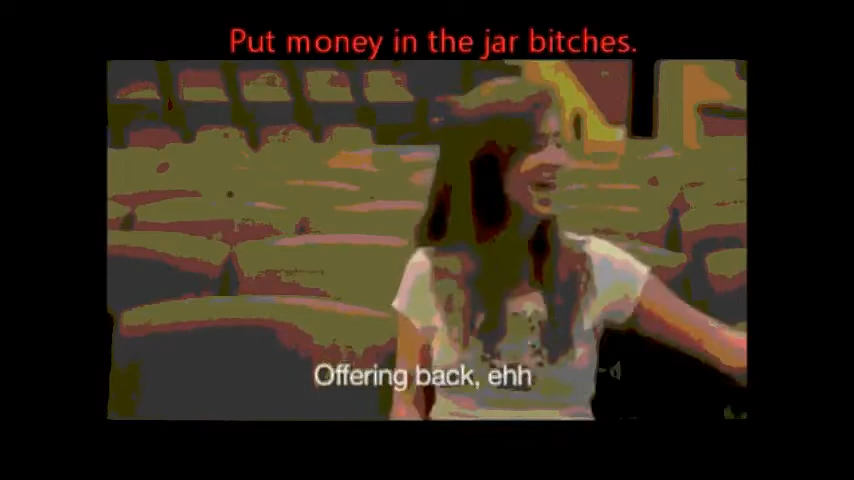 Put money in the jar bitches.
Offering back, ehh